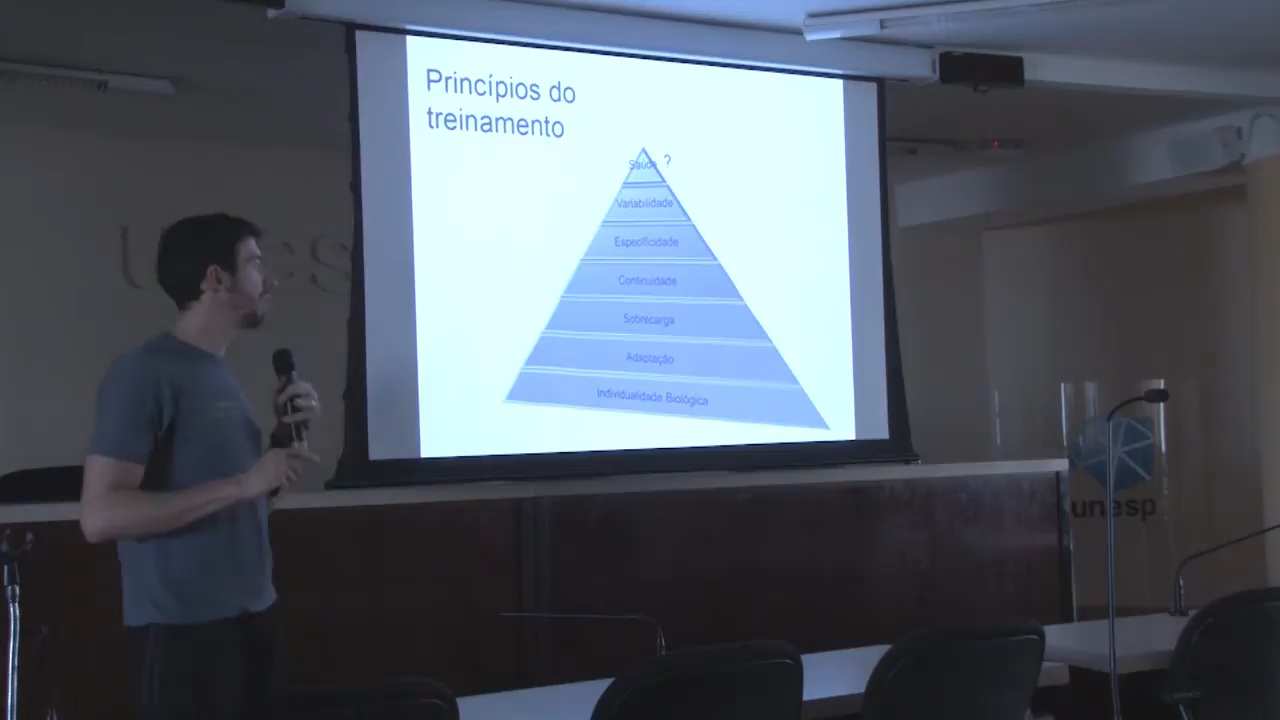 Princípios do
treinamento
Saúde ?
Variabilidade
Especificidade
Continuidade
Sobrecarga
Adaptação
Individualidade Biológica
unesp